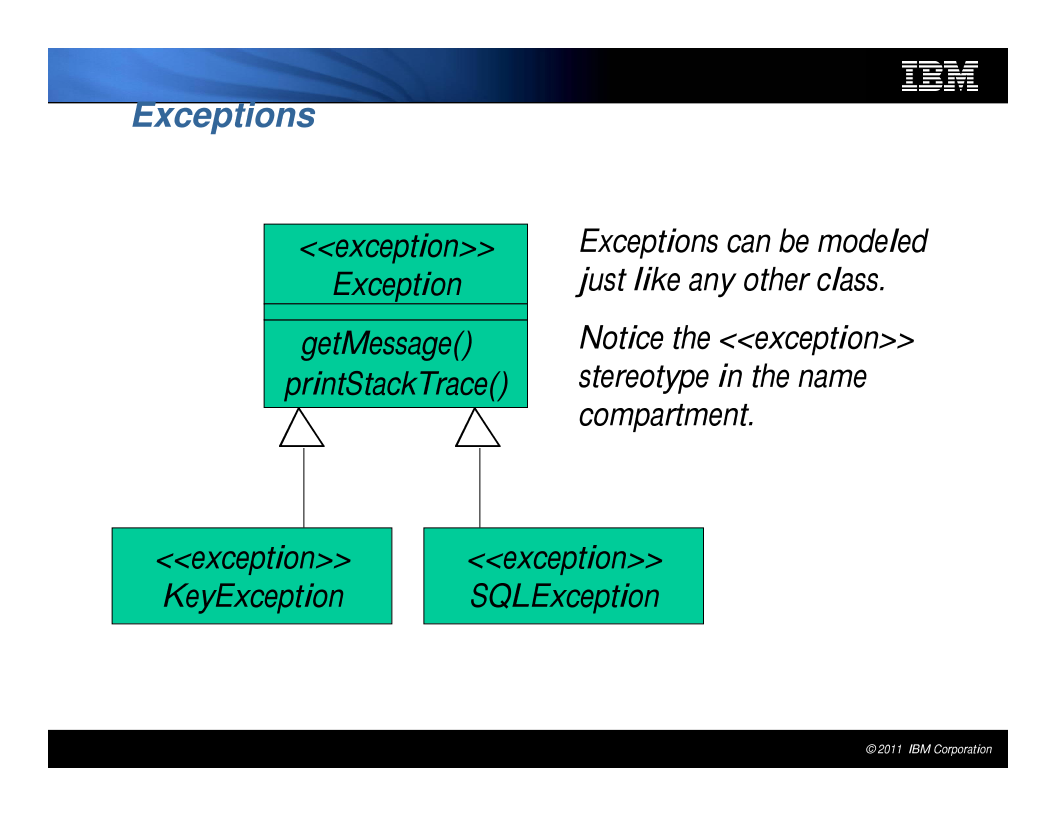 IBM
Exceptions
<<exception>>
Exception
getMessage()
printStackTrace()
Exceptions can be modeled
just like any other class.
Notice the <<exception>>
stereotype in the name
compartment.
<<exception>>
KeyException
<<exception>>
SQLException
© 2011 IBM Corporation